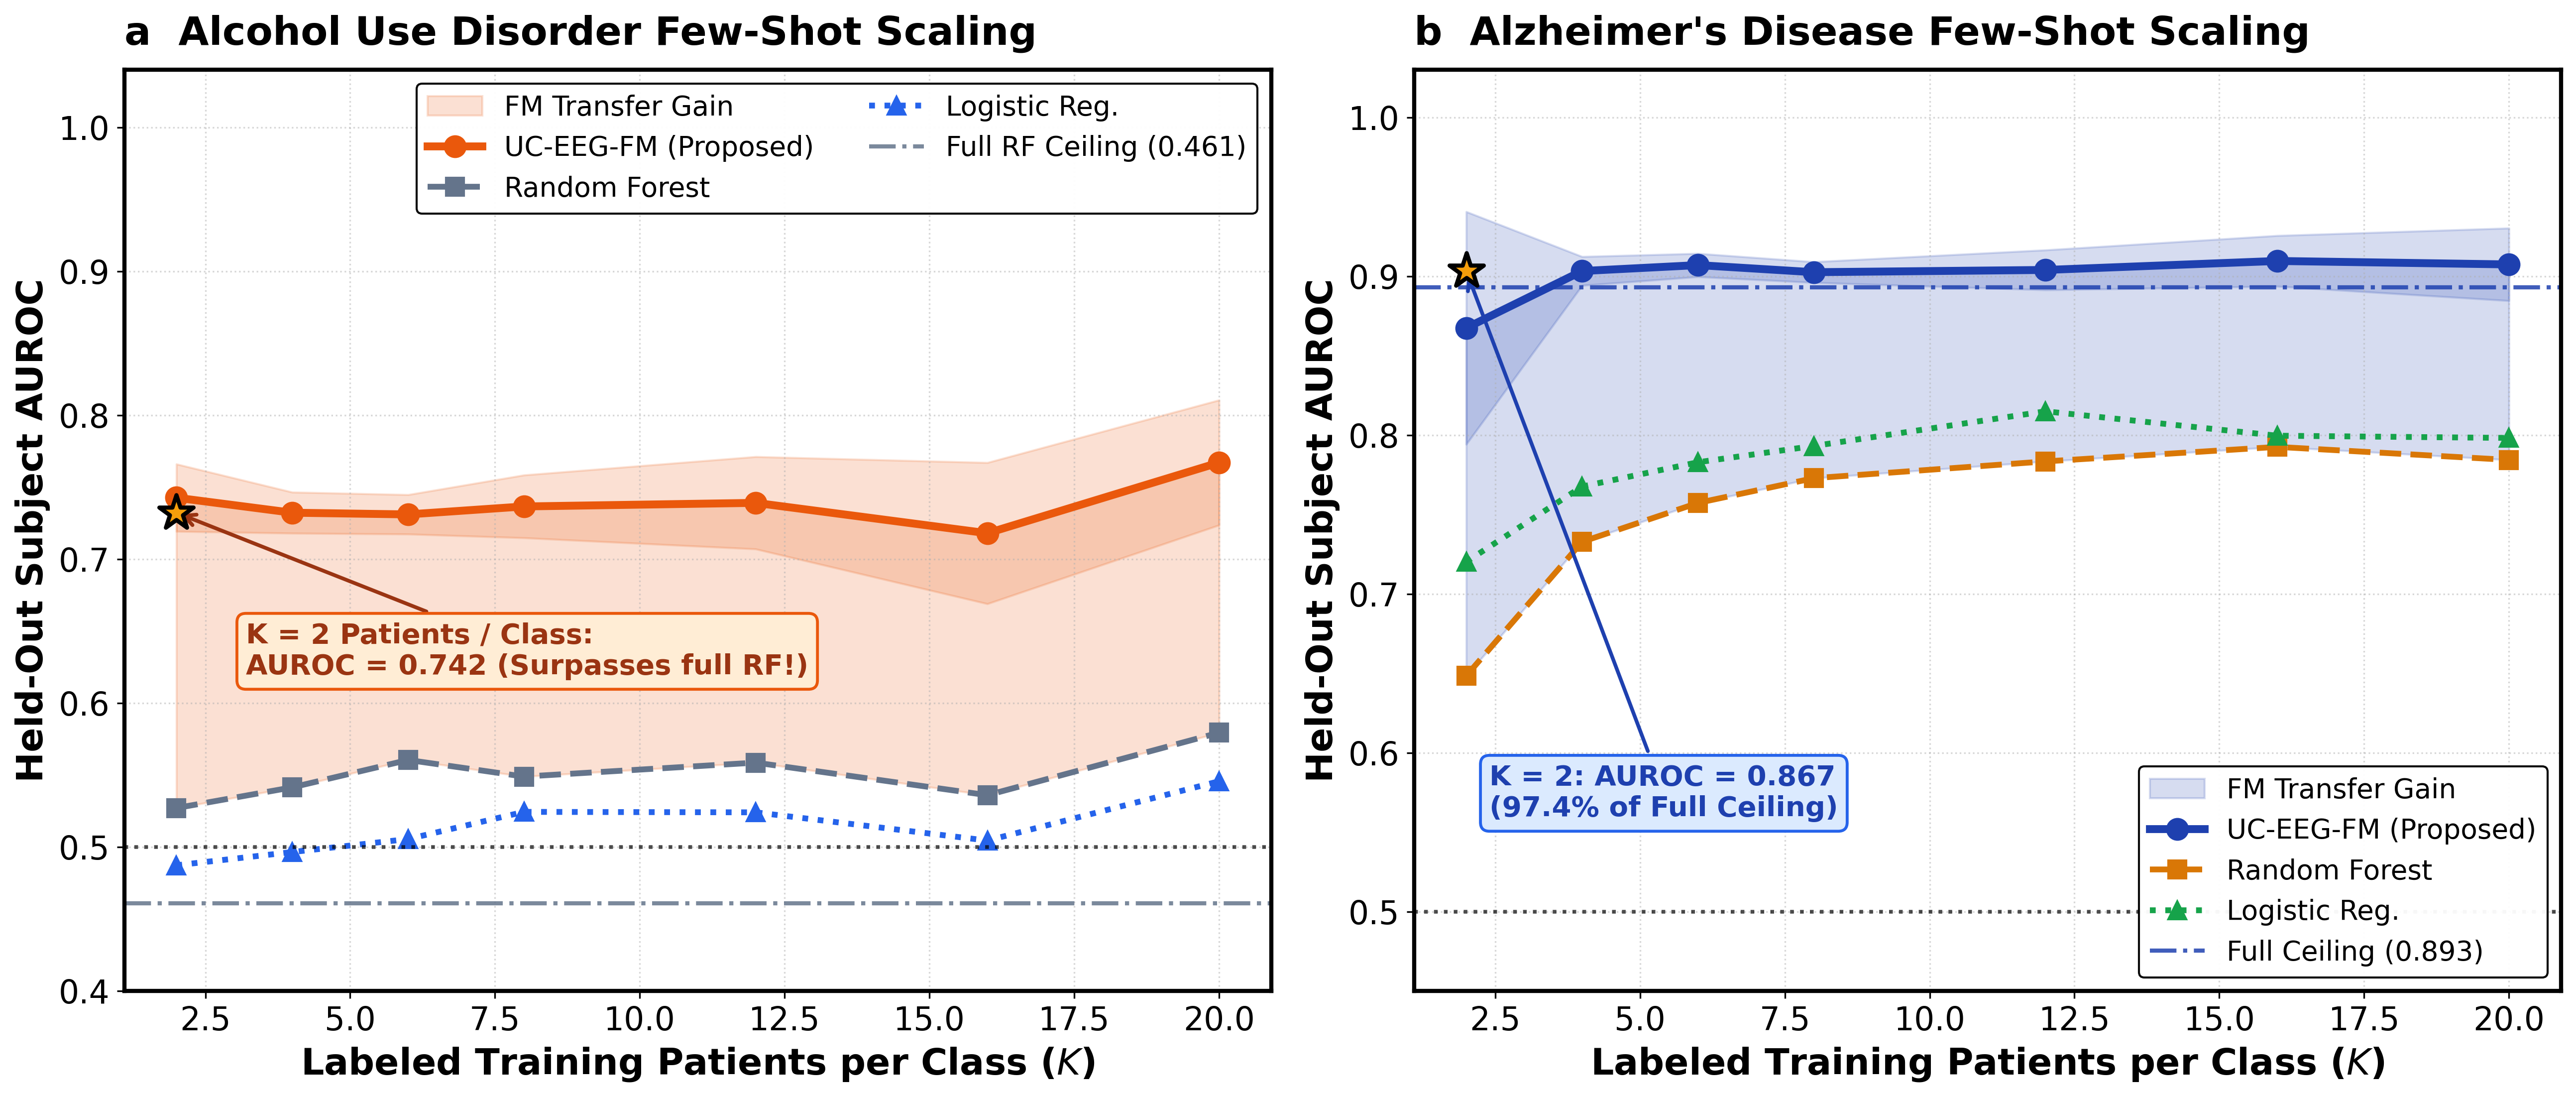 a Alcohol Use Disorder Few-Shot Scaling
Held-Out Subject AUROC
1.0
0.9
0.8
0.7
0.6
0.5
0.4
FM Transfer Gain
UC-EEG-FM (Proposed)
Random Forest
Logistic Reg.
Full RF Ceiling (0.461)
K = 2 Patients / Class:
AUROC = 0.742 (Surpasses full RF!)
2.5 5.0 7.5 10.0 12.5 15.0 17.5 20.0
Labeled Training Patients per Class (K)
b Alzheimer's Disease Few-Shot Scaling
Held-Out Subject AUROC
1.0
0.9
0.8
0.7
0.6
0.5
K = 2: AUROC = 0.867
(97.4% of Full Ceiling)
FM Transfer Gain
UC-EEG-FM (Proposed)
Random Forest
Logistic Reg.
Full Ceiling (0.893)
2.5 5.0 7.5 10.0 12.5 15.0 17.5 20.0
Labeled Training Patients per Class (K)